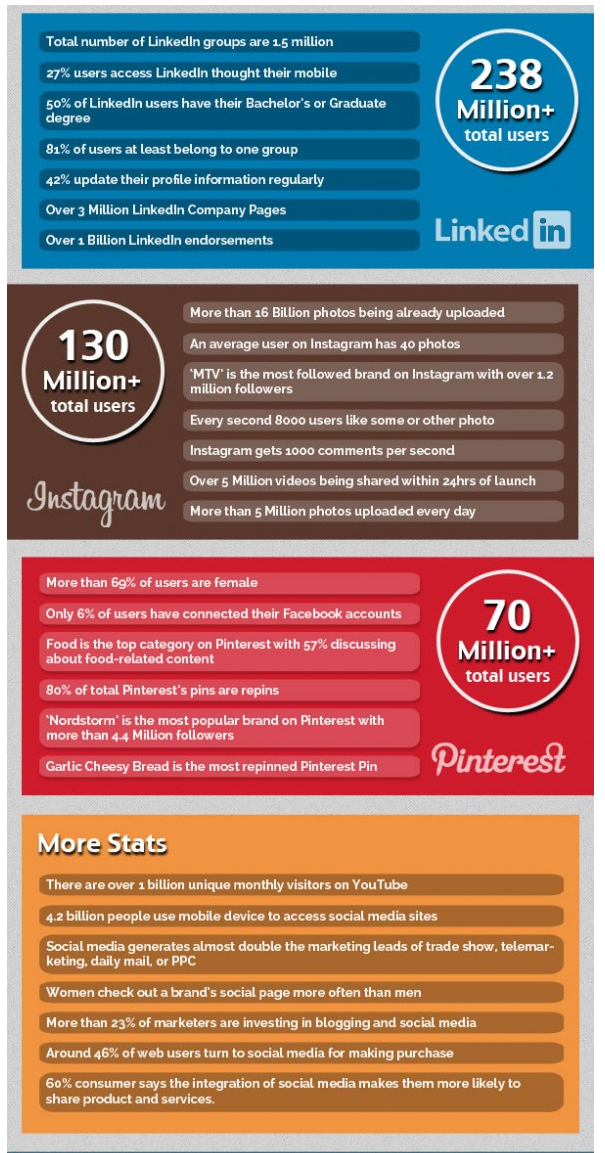 Total number of LinkedIn groups are 1.5 million
27% users access LinkedIn thought their mobile
50% of LinkedIn users have their Bachelor's or Graduate
degree
81% of users at least belong to one group
42% update their profile information regularly
Over 3 Million LinkedIn Company Pages
Over 1 Billion LinkedIn endorsements
238
Million+
total users
Linked in
130
Million+
total users
Instagram
More than 16 Billion photos being already uploaded
An average user on Instagram has 40 photos
'MTV' is the most followed brand on Instagram with over 1.2
million followers
Every second 8000 users like some or other photo
Instagram gets 1000 comments per second
Over 5 Million videos being shared within 24hrs of launch
More than 5 Million photos uploaded every day
More than 69% of users are female
Only 6% of users have connected their Facebook accounts
Food is the top category on Pinterest with 57% discussing
about food-related content
80% of total Pinterest's pins are repins
'Nordstorm' is the most popular brand on Pinterest with
more than 4.4 Million followers
Garlic Cheesy Bread is the most repinned Pinterest Pin
70
Million+
total users
Pinterest
More Stats
There are over 1 billion unique monthly visitors on YouTube
4.2 billion people use mobile device to access social media sites
Social media generates almost double the marketing leads of trade show, telemar-
keting, daily mail, or PPC
Women check out a brand's social page more often than men
More than 23% of marketers are investing in blogging and social media
Around 46% of web users turn to social media for making purchase
60% consumer says the integration of social media makes them more likely to
share product and services.